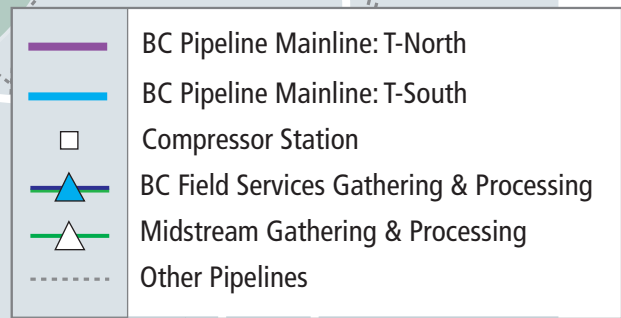 BC Pipeline Mainline: T-North
BC Pipeline Mainline: T-South
Compressor Station
BC Field Services Gathering & Processing
Midstream Gathering & Processing
Other Pipelines